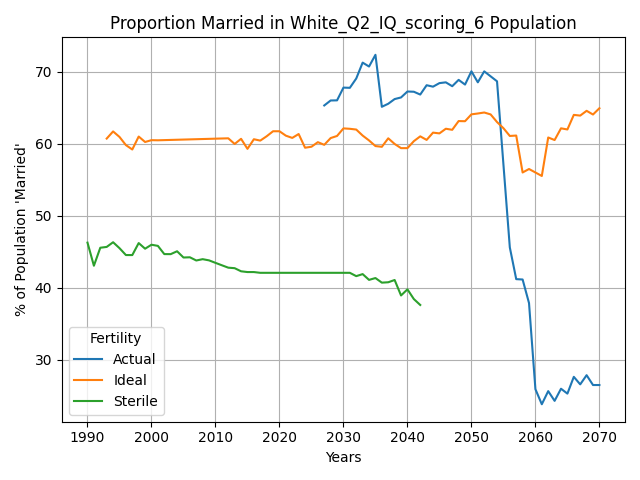 Proportion Married in White_Q2_IQ_scoring_6 Population
% of Population 'Married'
70
60
50
40
30
Fertility
Actual
Ideal
Sterile
1990 2000 2010 2020 2030 2040 2050 2060 2070
Years